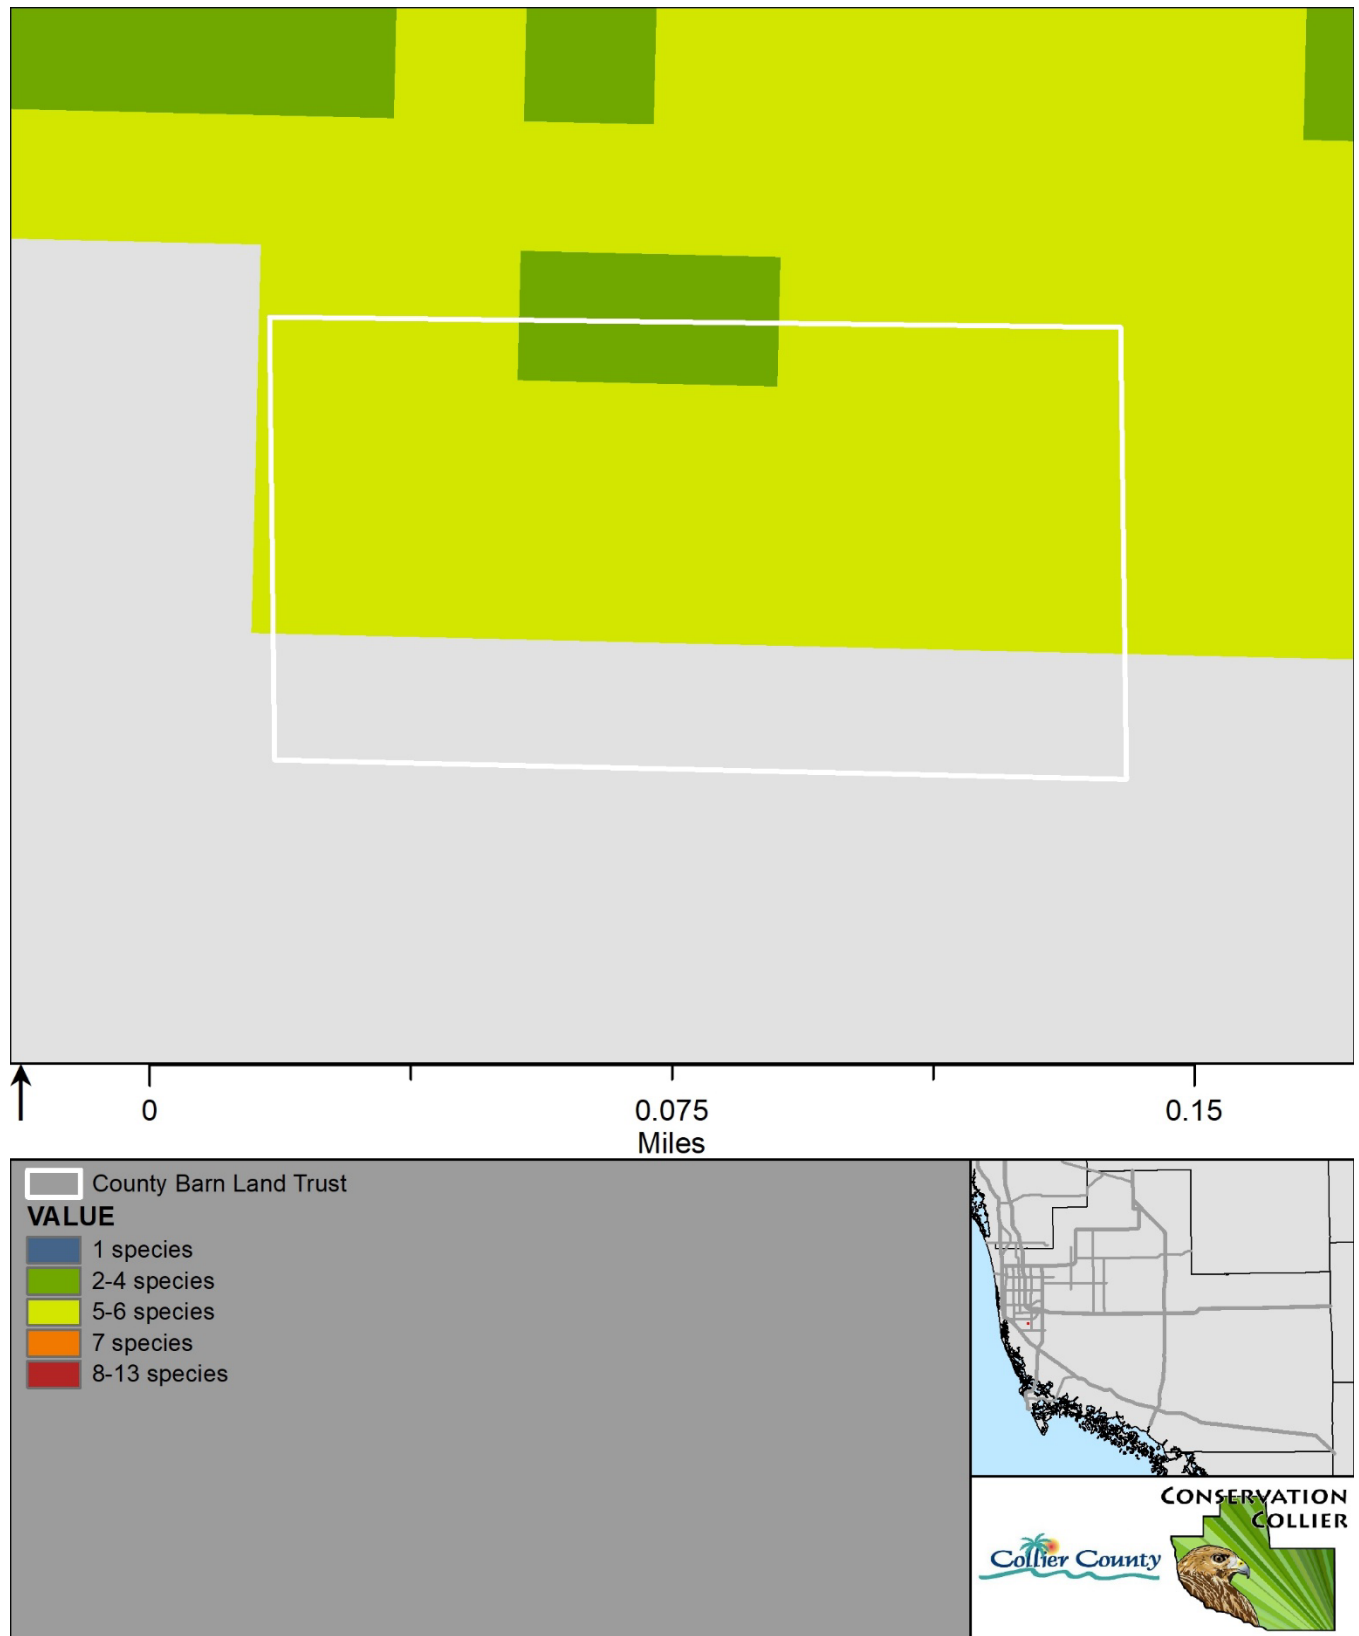 0 0.075 0.15
Miles
County Barn Land Trust
VALUE
1 species
2-4 species
5-6 species
7 species
8-13 species
CONSERVATION
COLLIER
Collier County